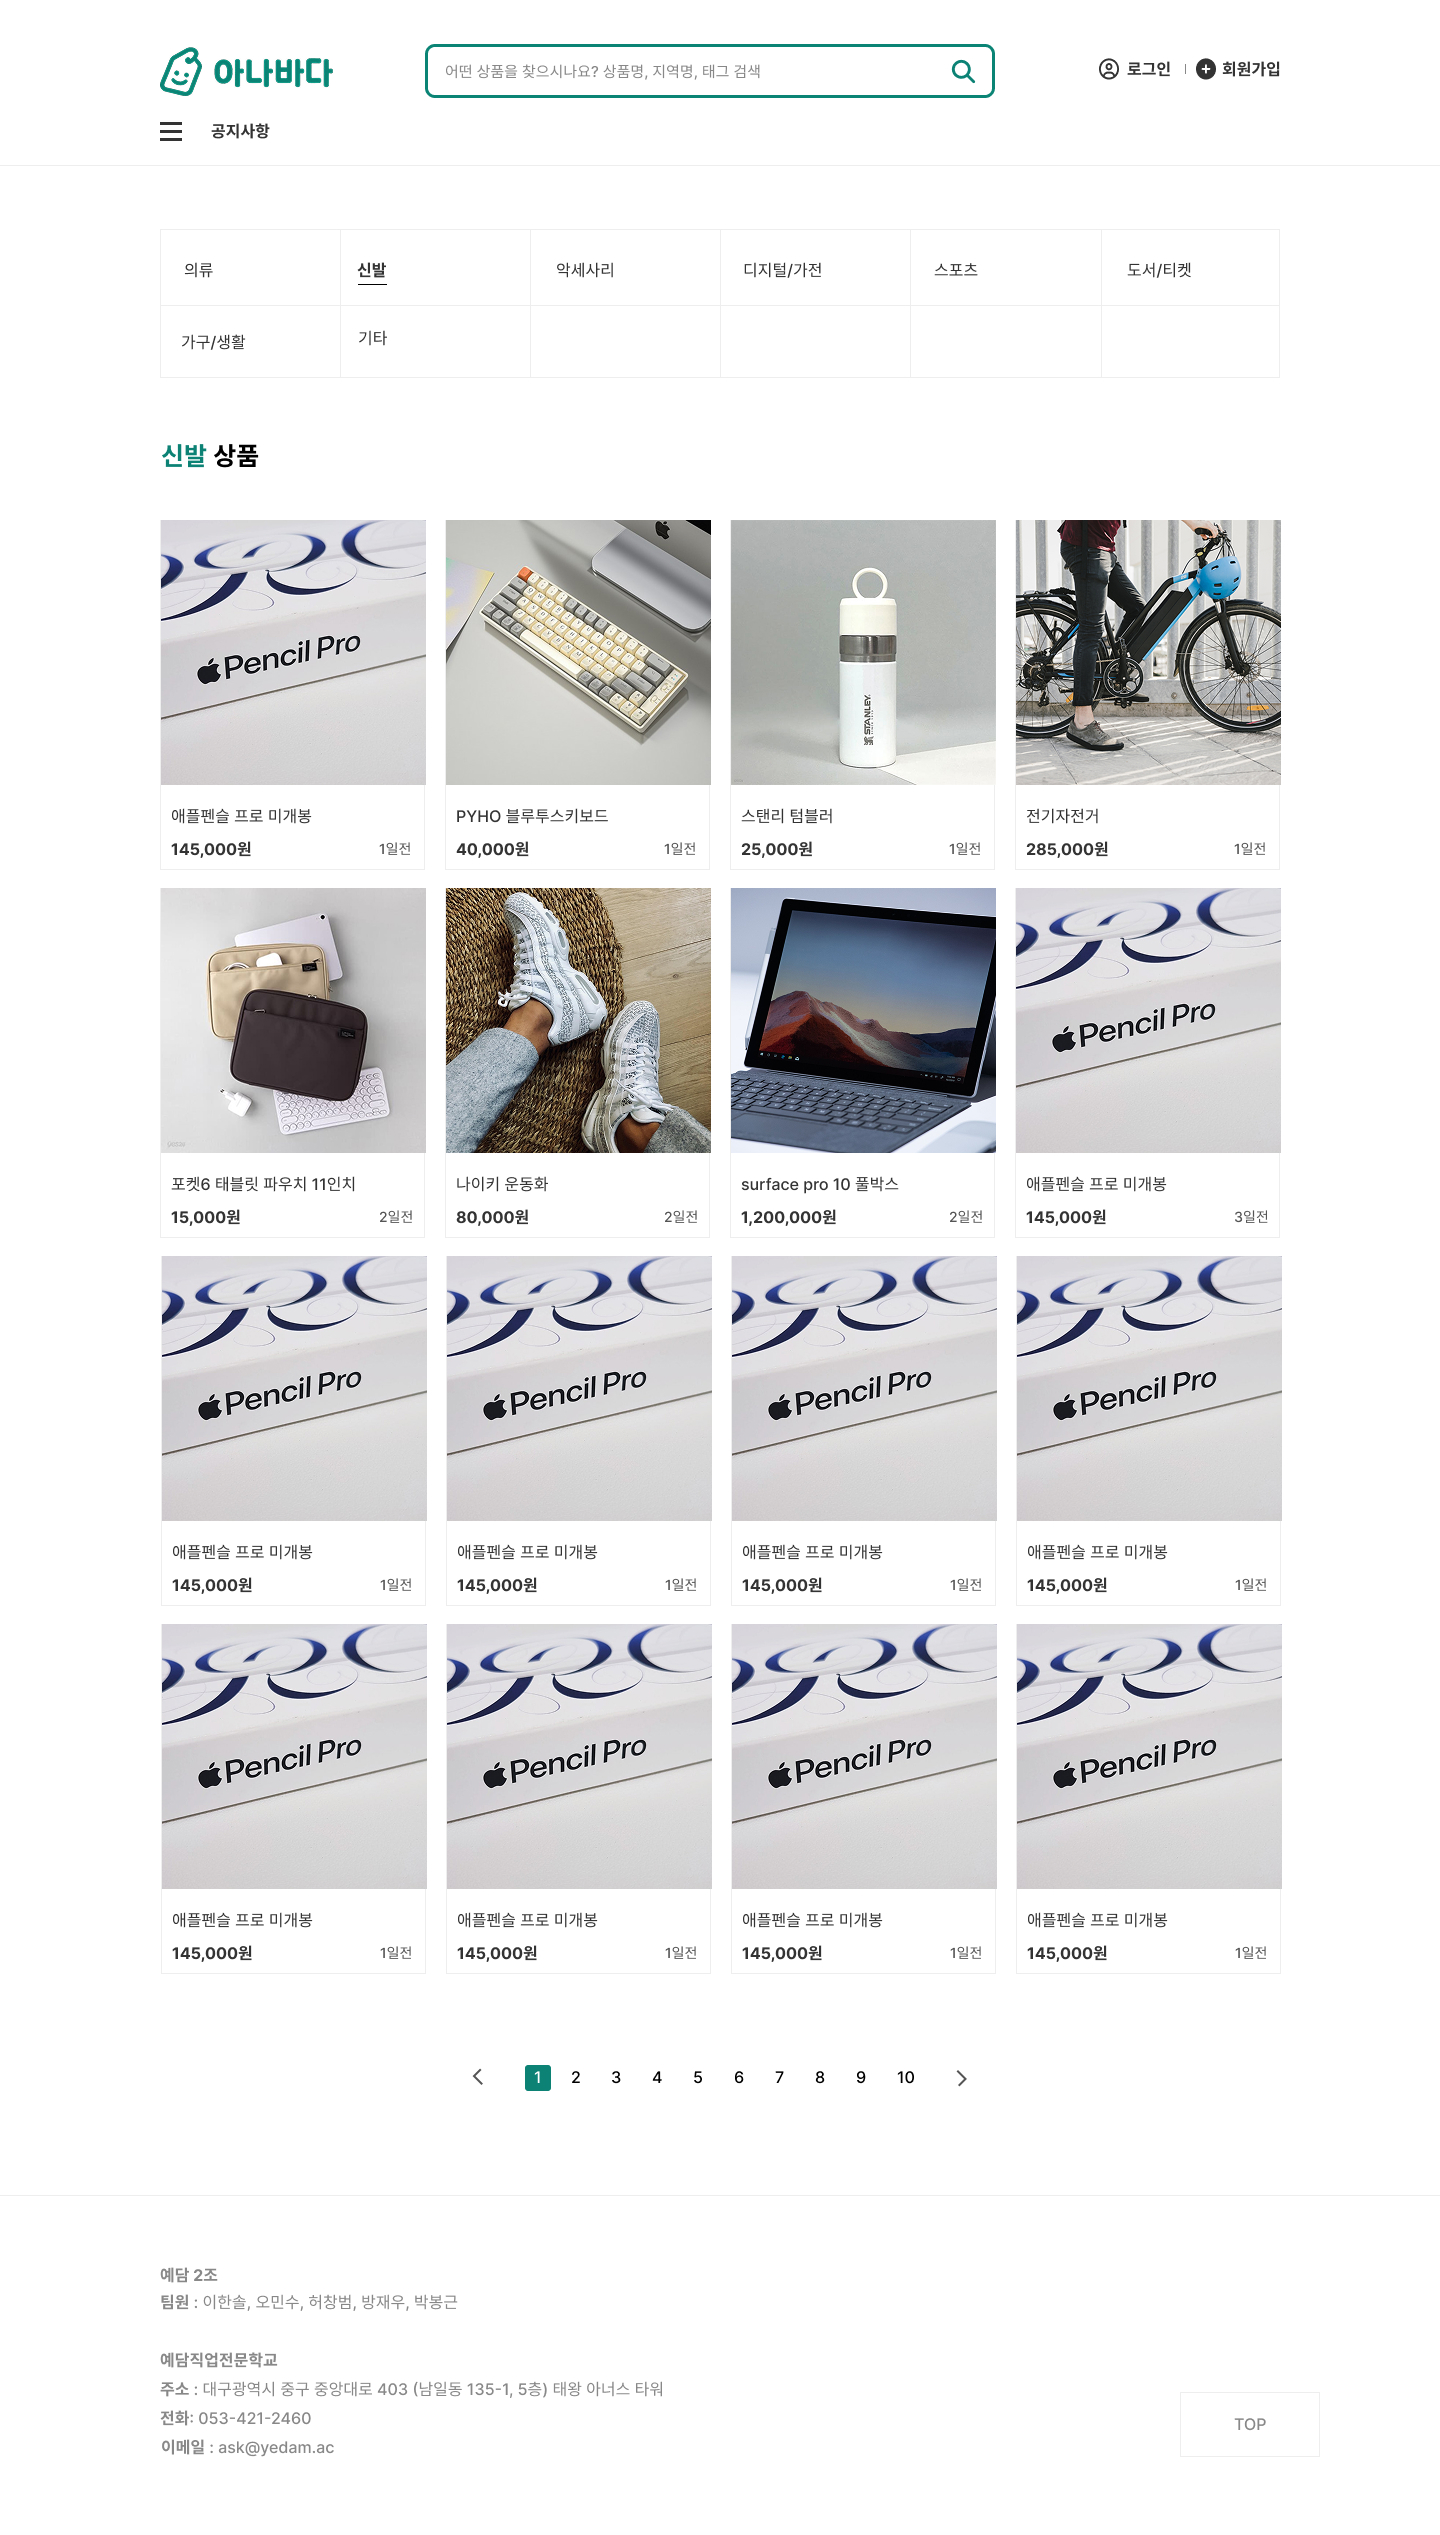 아나바다
어떤 상품을 찾으시나요? 상품명, 지역명, 태그 검색
로그인 회원가입
공지사항
의류 신발 악세사리 디지털/가전 스포츠 도서/티켓
가구/생활 기타
신발 상품
Pencil Pro
STANLEY
애플펜슬 프로 미개봉 PYHO 블루투스키보드 스탠리 텀블러 전기자전거
145,000원 1일전 40,000원 1일전 25,000원 1일전 285,000원 1일전
Pencil Pro
포켓6 태블릿 파우치 11인치 나이키 운동화 surface pro 10 풀박스 애플펜슬 프로 미개봉
15,000원 2일전 80,000원 2일전 1,200,000원 2일전 145,000원 3일전
Pencil Pro Pencil Pro Pencil Pro Pencil Pro
애플펜슬 프로 미개봉 애플펜슬 프로 미개봉 애플펜슬 프로 미개봉 애플펜슬 프로 미개봉
145,000원 1일전 145,000원 1일전 145,000원 1일전 145,000원 1일전
Pencil Pro Pencil Pro Pencil Pro Pencil Pro
애플펜슬 프로 미개봉 애플펜슬 프로 미개봉 애플펜슬 프로 미개봉 애플펜슬 프로 미개봉
145,000원 1일전 145,000원 1일전 145,000원 1일전 145,000원 1일전
1 2 3 4 5 6 7 8 9 10
예담 2조
팀원 : 이한솔, 오민수, 허창범, 방재우, 박봉근
예담직업전문학교
주소 : 대구광역시 중구 중앙대로 403 (남일동 135-1, 5층) 태왕 아너스 타워
전화: 053-421-2460
이메일 : ask@yedam.ac
TOP